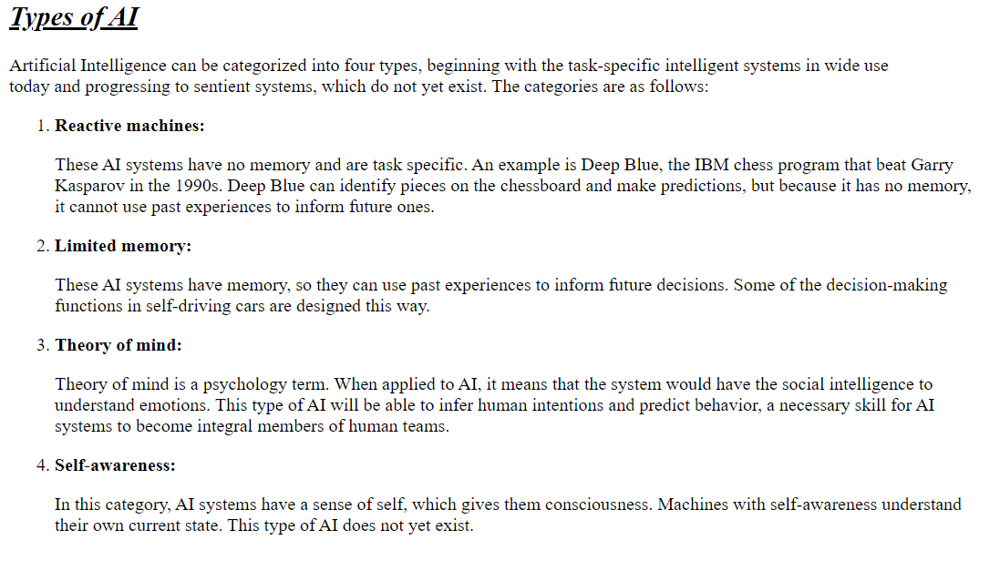 Types of AI
Artificial Intelligence can be categorized into four types, beginning with the task-specific intelligent systems in wide use
today and progressing to sentient systems, which do not yet exist. The categories are as follows:
1. Reactive machines:
These AI systems have no memory and are task specific. An example is Deep Blue, the IBM chess program that beat Garry
Kasparov in the 1990s. Deep Blue can identify pieces on the chessboard and make predictions, but because it has no memory,
it cannot use past experiences to inform future ones.
2. Limited memory:
These AI systems have memory, so they can use past experiences to inform future decisions. Some of the decision-making
functions in self-driving cars are designed this way.
3. Theory of mind:
Theory of mind is a psychology term. When applied to AI, it means that the system would have the social intelligence to
understand emotions. This type of AI will be able to infer human intentions and predict behavior, a necessary skill for AI
systems to become integral members of human teams.
4. Self-awareness:
In this category, AI systems have a sense of self, which gives them consciousness. Machines with self-awareness understand
their own current state. This type of AI does not yet exist.